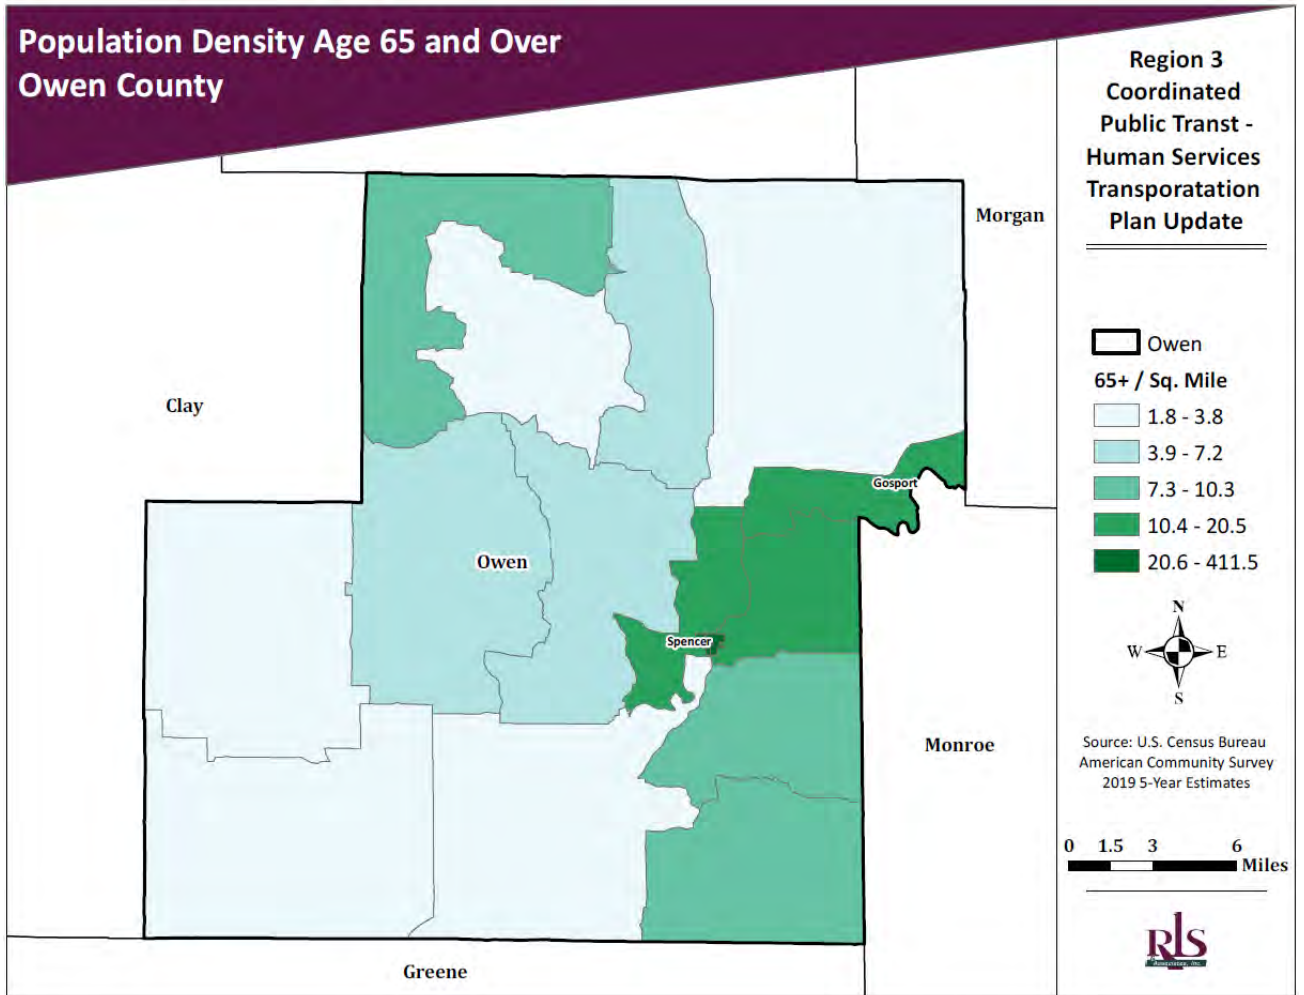 Population Density Age 65 and Over
Owen County
Region 3
Coordinated
Public Transt -
Human Services
Transporatation
Plan Update
Morgan
Clay
Gosport
Owen
Spencer
Monroe
Greene
Owen
65+ / Sq. Mile
1.8 - 3.8
3.9 - 7.2
7.3 - 10.3
10.4 - 20.5
20.6 - 411.5
N
W E
S
Source: U.S. Census Bureau
American Community Survey
2019 5-Year Estimates
0 1.5 3 6
Miles
RLS
& Associates, Inc.